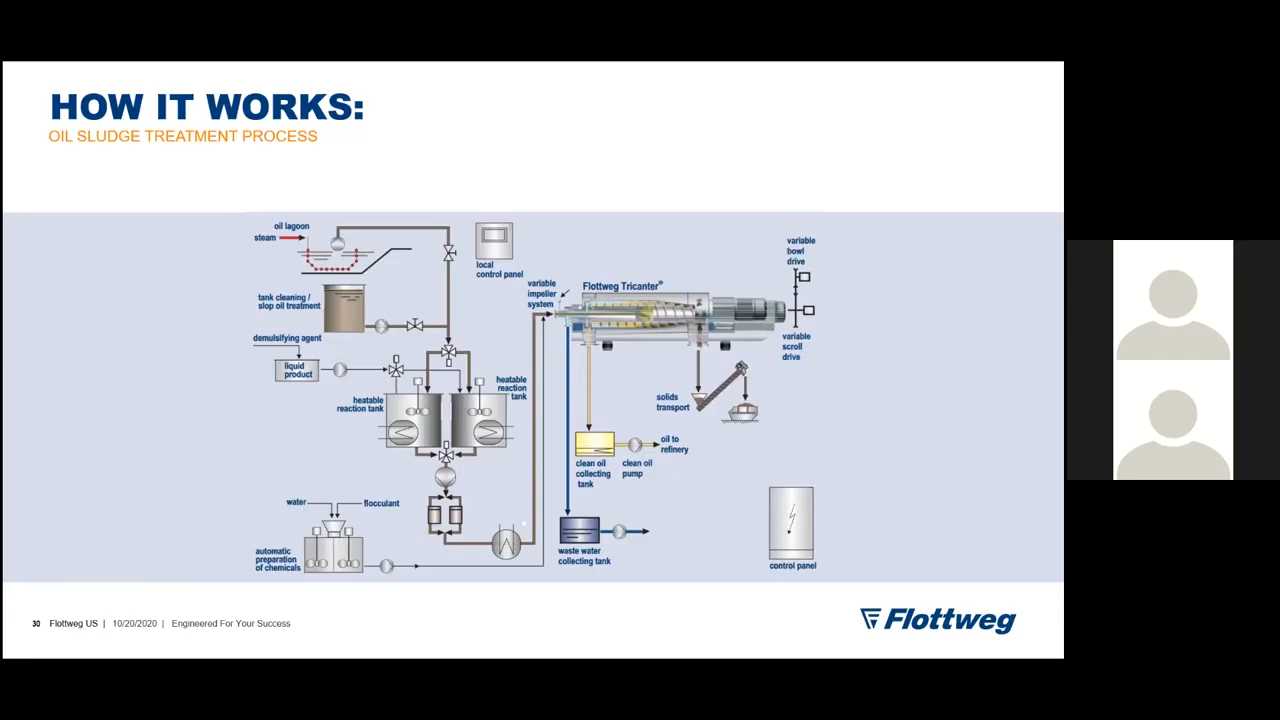 HOW IT WORKS:
OIL SLUDGE TREATMENT PROCESS
oil lagoon
steam
local
control panel
variable
impeller
system
Flottweg Tricanter®
variable
bowl
drive
tank cleaning /
slop oil treatment
demulsifying agent
liquid
product
variable
scroll
drive
heatable
reaction
tank
heatable
reaction tank
solids
transport
oil to
refinery
clean oil
collecting
tank
clean oil
pump
water
flocculant
automatic
preparation
of chemicals
waste water
collecting tank
control panel
30 Flottweg US | 10/20/2020 | Engineered For Your Success
Flottweg